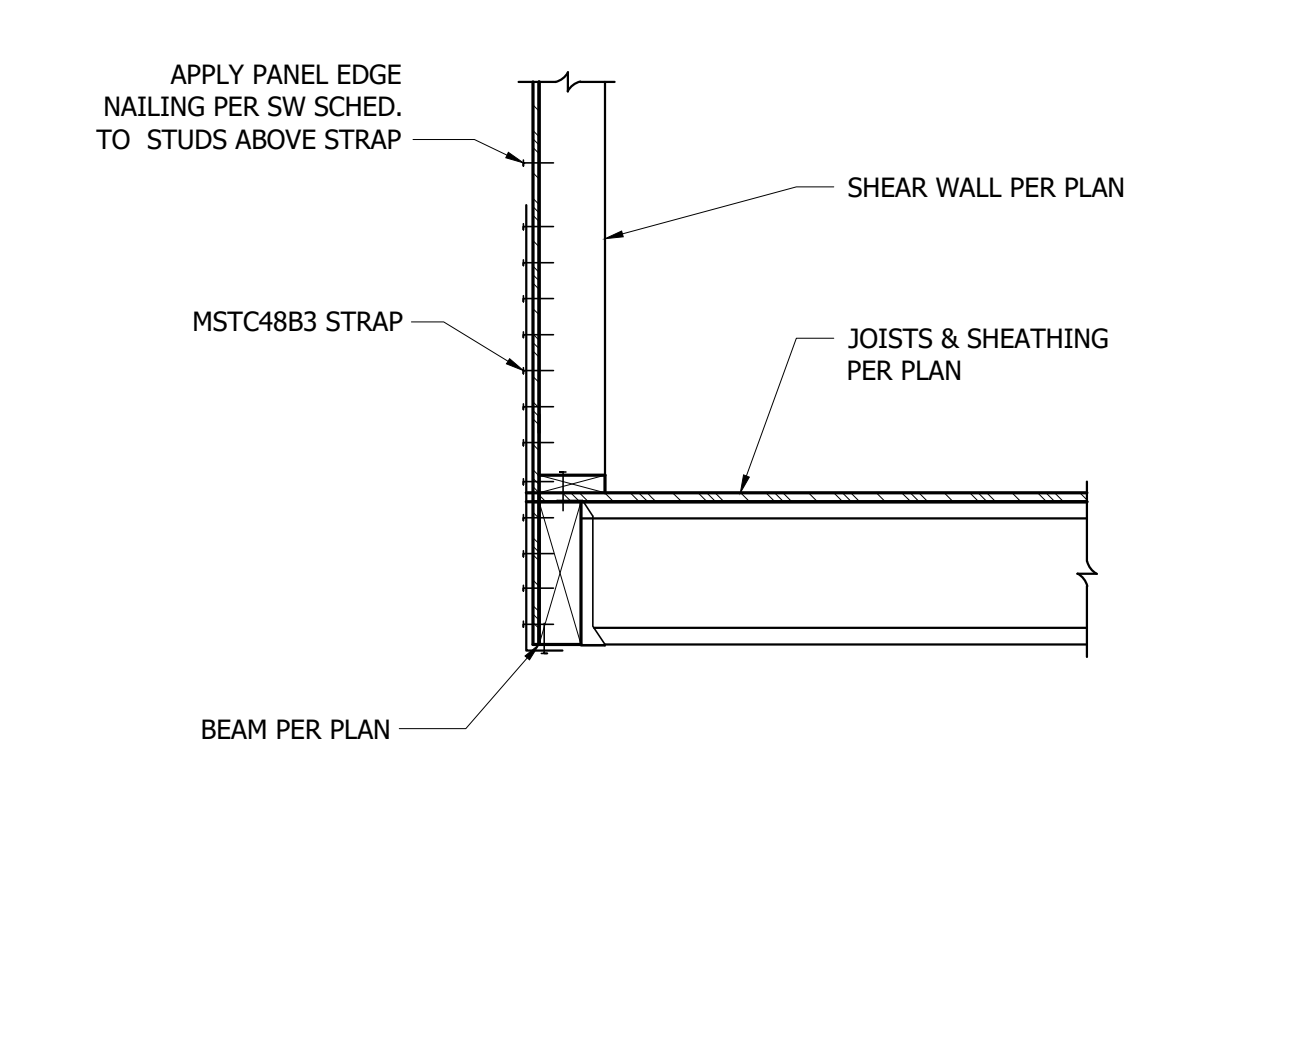 APPLY PANEL EDGE
NAILING PER SW SCHED.
TO  STUDS ABOVE STRAP
SHEAR WALL PER PLAN
MSTC48B3 STRAP
JOISTS & SHEATHING
PER PLAN
BEAM PER PLAN